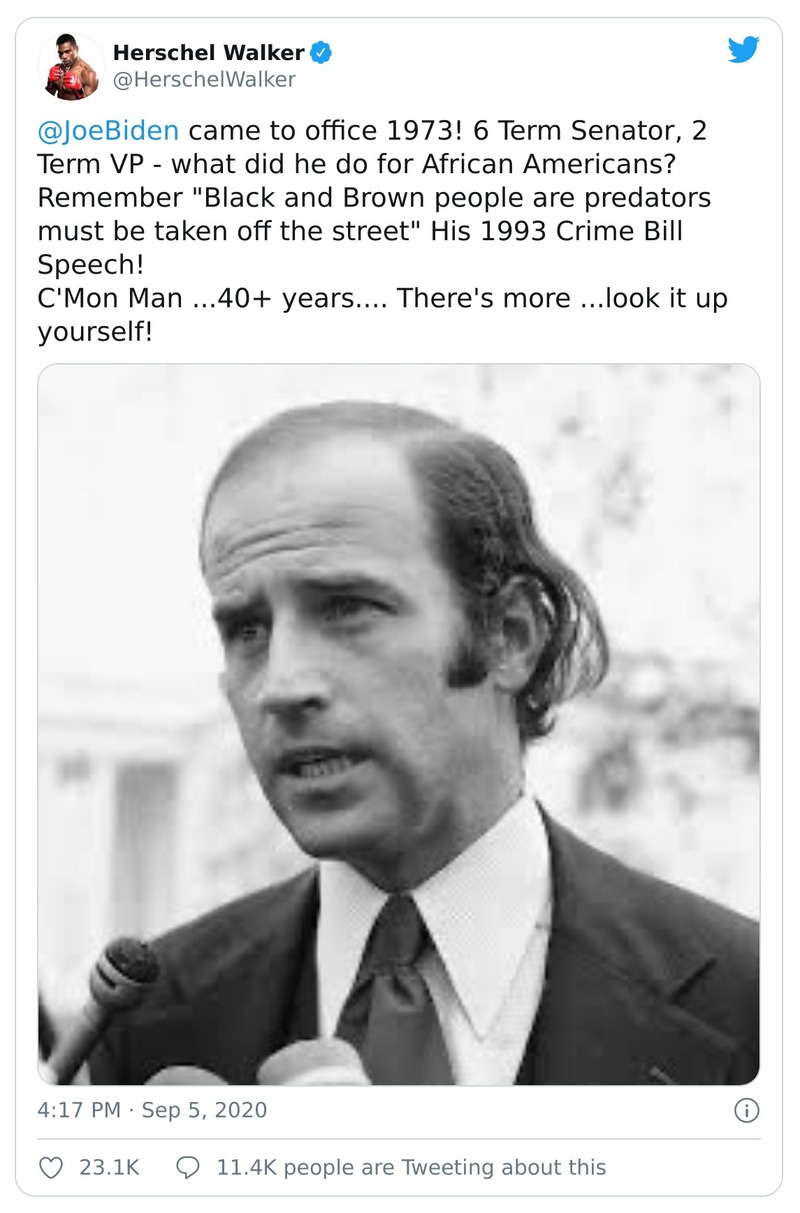 Herschel Walker
@HerschelWalker
@JoeBiden came to office 1973! 6 Term Senator, 2
Term VP - what did he do for African Americans?
Remember "Black and Brown people are predators
must be taken off the street" His 1993 Crime Bill
Speech!
C'Mon Man ...40+ years.... There's more ...look it up
yourself!
4:17 PM · Sep 5, 2020
23.1K 11.4K people are Tweeting about this